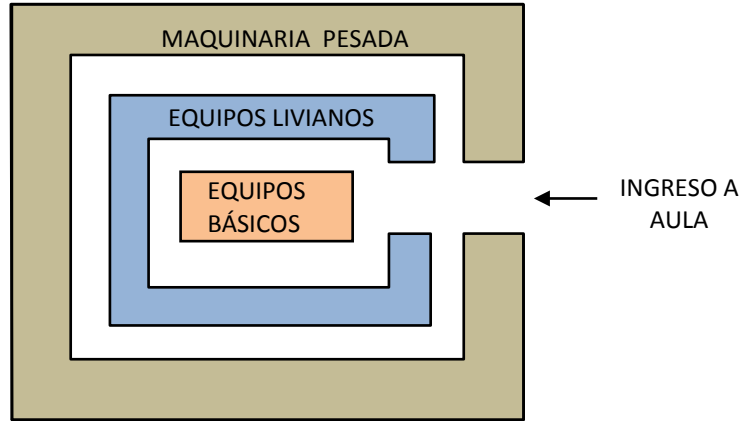 MAQUINARIA PESADA
EQUIPOS LIVIANOS
EQUIPOS
BÁSICOS
INGRESO A
AULA